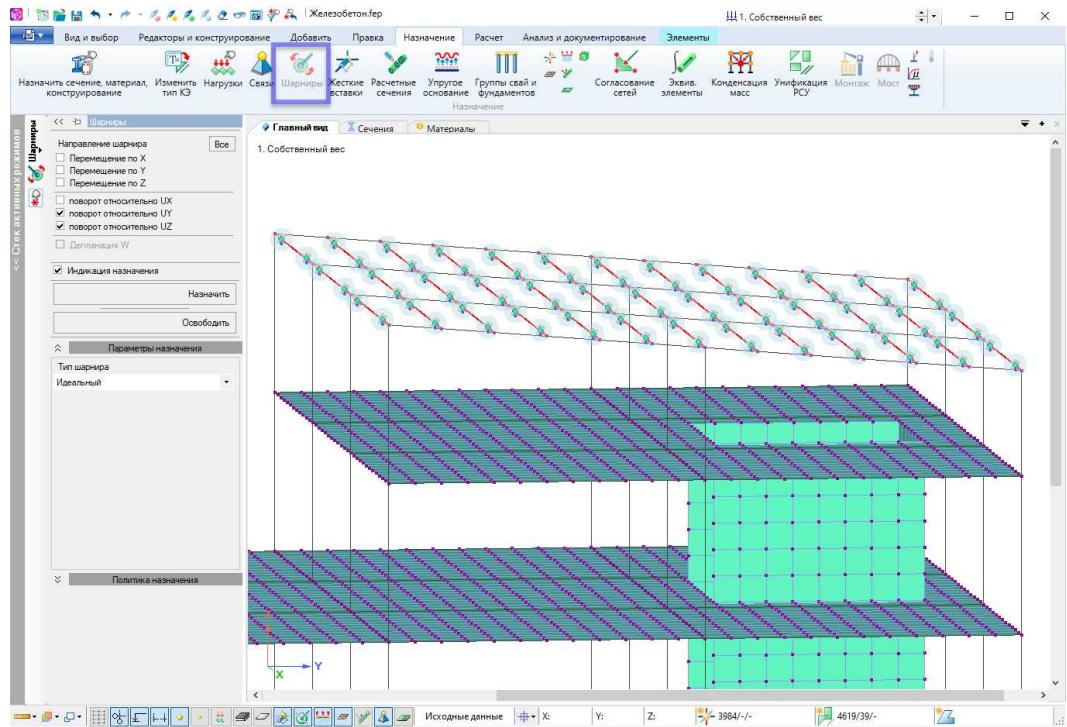 Железобетон.fep
1. Собственный вес
Вид и выбор Редакторы и конструирование Добавить Правка Назначение Расчет Анализ и документирование Элементы
Назначить сечение, материал, конструирование
Изменить тип КЭ
Нагрузки
Связи
Шарниры
Жесткие вставки
Расчетные сечения
Упругое основание
Группы свай и фундаментов
Согласование сетей
Эквив. элементы
Конденсация масс
Унификация РСУ
Монтаж
Мост
Назначение
<< Стек активных режимов
Шарниры
<< Шарниры
Направление шарнира Все
Перемещение по X
Перемещение по Y
Перемещение по Z
поворот относительно UX
поворот относительно UY
поворот относительно UZ
Депланация W
Индикация назначения
Назначить
Освободить
Параметры назначения
Тип шарнира
Идеальный
Политика назначения
Главный вид Сечения Материалы
1. Собственный вес
Z
Y
X
Исходные данные X: Y: Z: 3984/-/- 4619/39/-